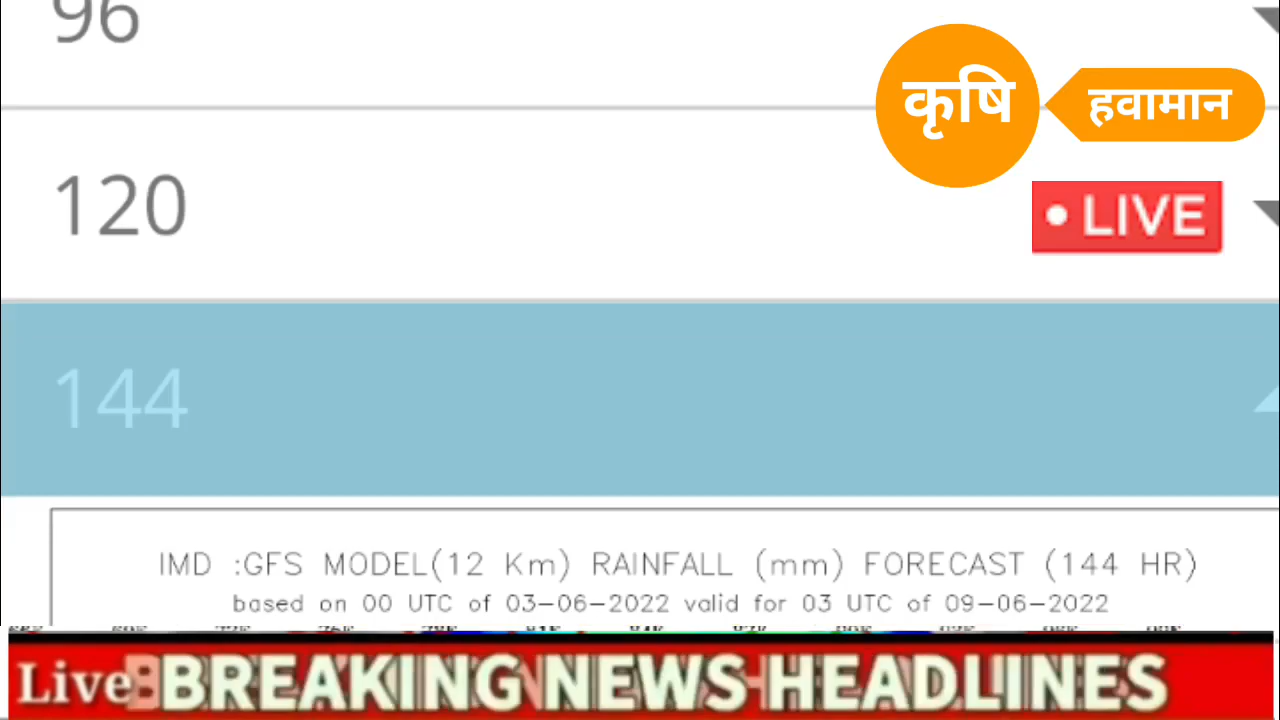 96
कृषि
हवामान
120
LIVE
144
IMD :GFS MODEL(12 Km) RAINFALL (mm) FORECAST (144 HR)
based on 00 UTC of 03-06-2022 valid for 03 UTC of 09-06-2022
Live:BREAKING NEWS HEADLINES